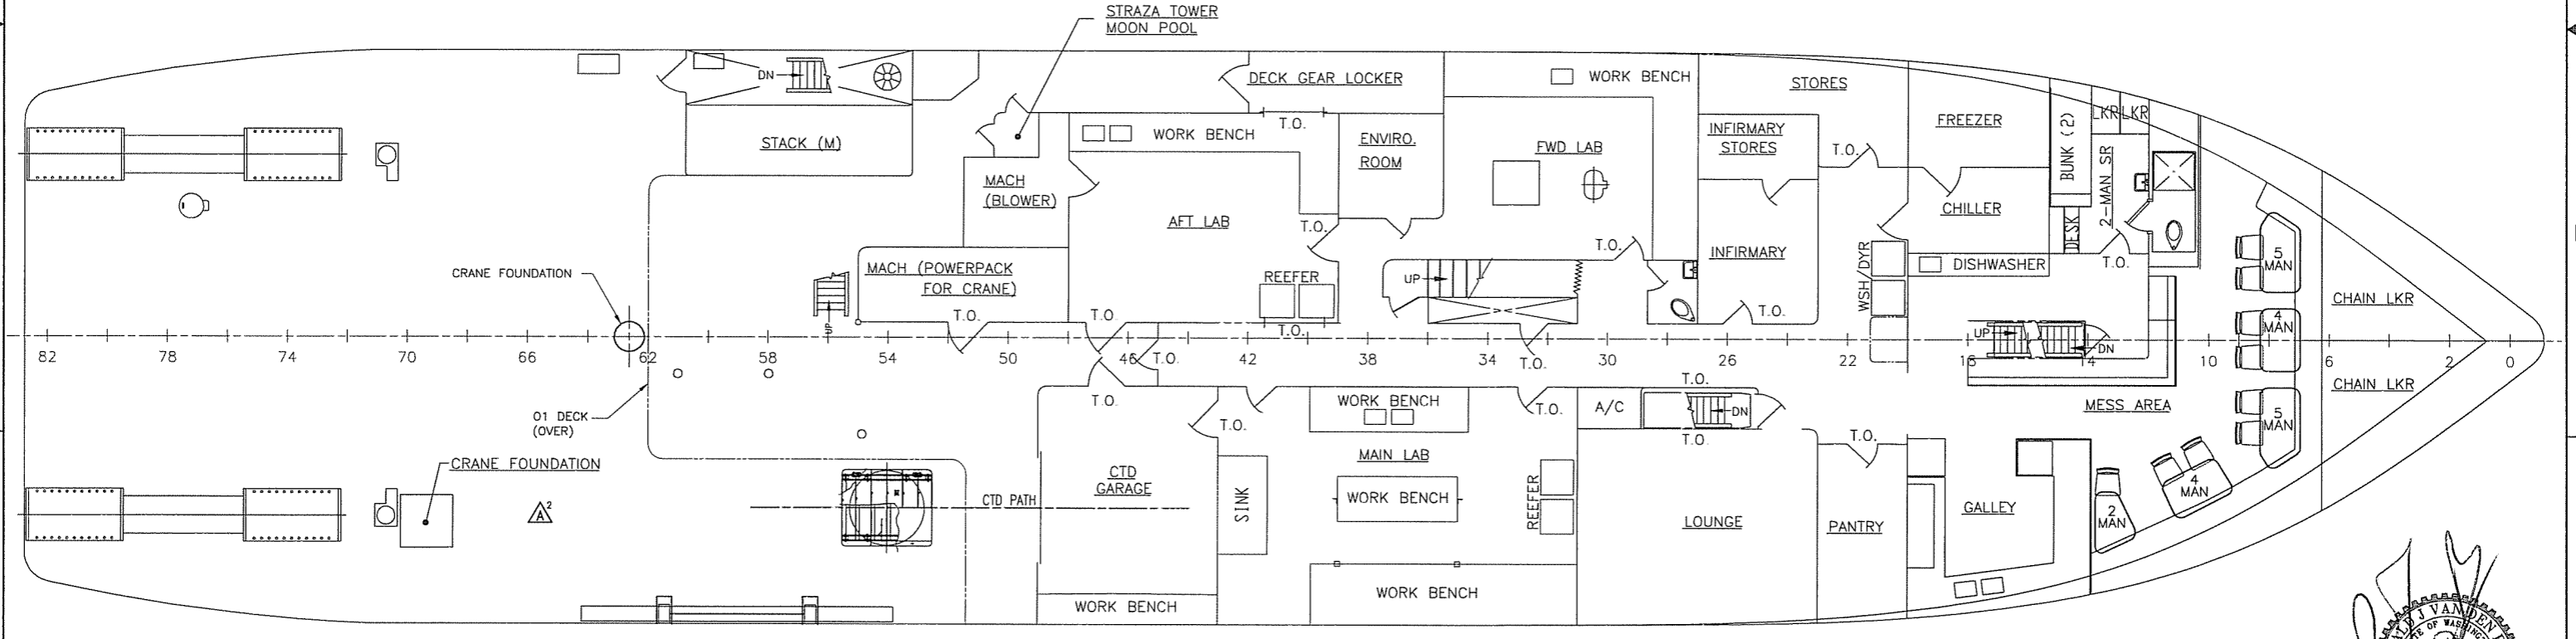 STRAZA TOWER
MOON POOL
DN
DECK GEAR LOCKER
WORK BENCH
STORES
STACK (M)
WORK BENCH
T.O.
ENVIRO.
ROOM
FWD LAB
INFIRMARY
STORES
T.O.
FREEZER
BUNK (2)
LKR
LKR
2-MAN SR
MACH
(BLOWER)
AFT LAB
T.O.
T.O.
INFIRMARY
CHILLER
DESK
T.O.
5
MAN
CRANE FOUNDATION
MACH (POWERPACK
FOR CRANE)
REEFER
UP
WSH/DYR
DISHWASHER
CHAIN LKR
UP
T.O.
T.O.
T.O.
T.O.
UP
DN
4
MAN
82
78
74
70
66
62
58
54
50
46
T.O.
42
38
34
T.O.
30
26
22
18
14
10
6
2
0
O1 DECK
(OVER)
T.O.
T.O.
WORK BENCH
T.O.
A/C
T.O.
DN
T.O.
T.O.
MESS AREA
CHAIN LKR
5
MAN
CRANE FOUNDATION
A2
CTD PATH
CTD
GARAGE
SINK
MAIN LAB
WORK BENCH
REEFER
LOUNGE
PANTRY
GALLEY
2
MAN
4
MAN
WORK BENCH
WORK BENCH